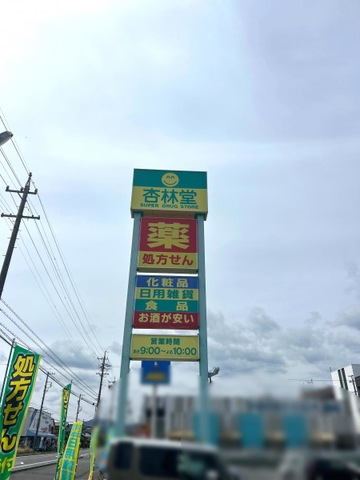 杏林堂
SUPER DRUG STORE
薬
処方せん
化粧品
日用雑貨
食品
お酒が安い
営業時間
9:00〜10:00
処方せん